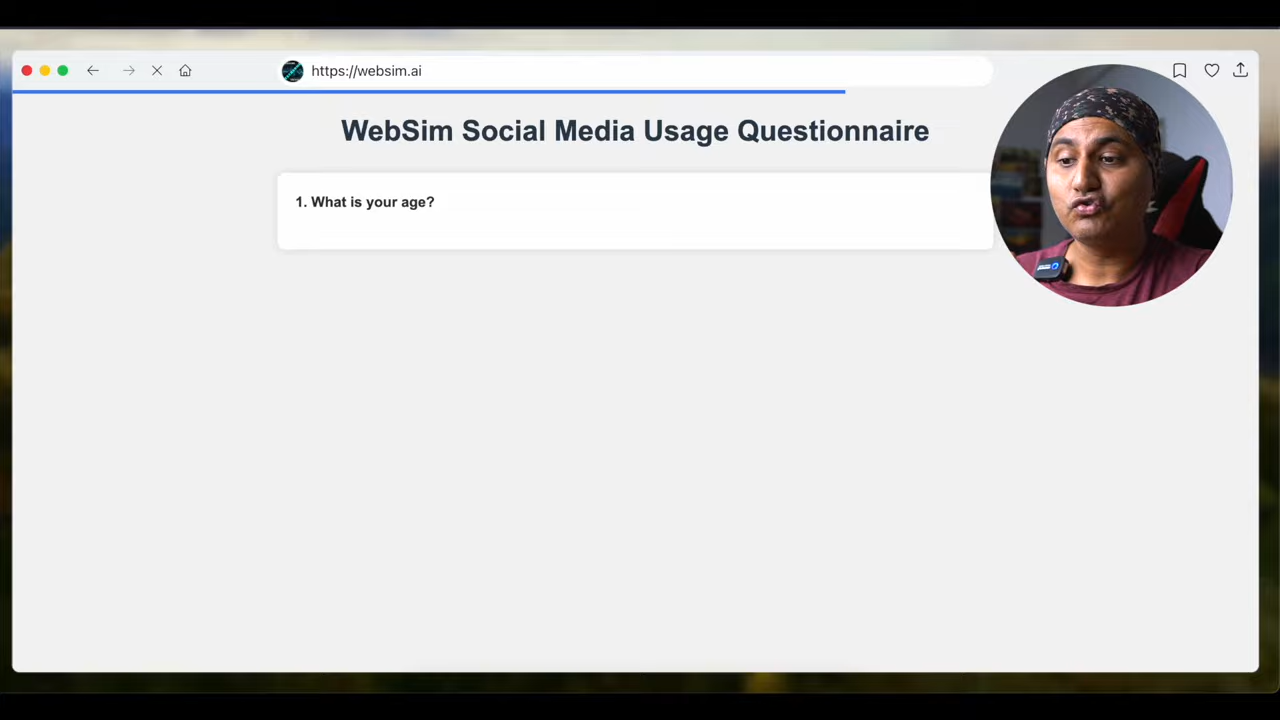 https://websim.ai
WebSim Social Media Usage Questionnaire
1. What is your age?